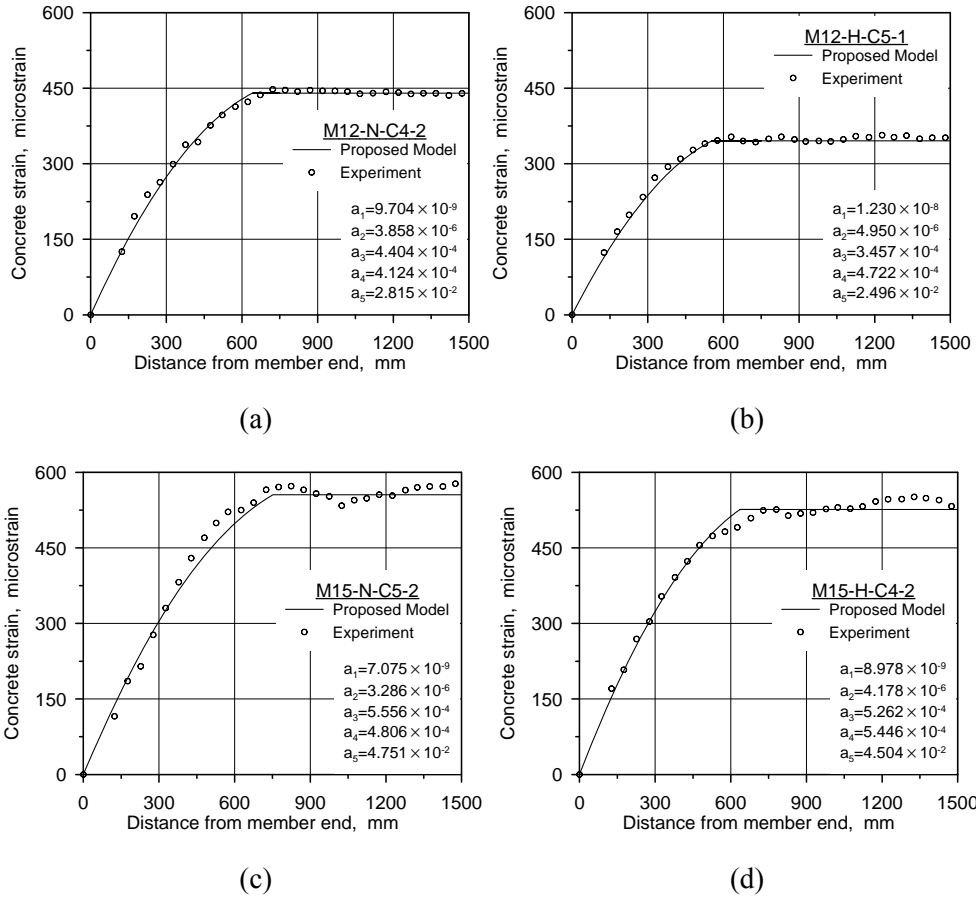 600
450
300
150
0
Concrete strain, microstrain
M12-N-C4-2
Proposed Model
Experiment
a₁=9.704×10⁻⁹
a₂=3.858×10⁻⁶
a₃=4.404×10⁻⁴
a₄=4.124×10⁻⁴
a₅=2.815×10⁻²
0 300 600 900 1200 1500
Distance from member end, mm
(a)
600
450
300
150
0
Concrete strain, microstrain
M12-H-C5-1
Proposed Model
Experiment
a₁=1.230×10⁻⁸
a₂=4.950×10⁻⁶
a₃=3.457×10⁻⁴
a₄=4.722×10⁻⁴
a₅=2.496×10⁻²
0 300 600 900 1200 1500
Distance from member end, mm
(b)
600
450
300
150
0
Concrete strain, microstrain
M15-N-C5-2
Proposed Model
Experiment
a₁=7.075×10⁻⁹
a₂=3.286×10⁻⁶
a₃=5.556×10⁻⁴
a₄=4.806×10⁻⁴
a₅=4.751×10⁻²
0 300 600 900 1200 1500
Distance from member end, mm
(c)
600
450
300
150
0
Concrete strain, microstrain
M15-H-C4-2
Proposed Model
Experiment
a₁=8.978×10⁻⁹
a₂=4.178×10⁻⁶
a₃=5.262×10⁻⁴
a₄=5.446×10⁻⁴
a₅=4.504×10⁻²
0 300 600 900 1200 1500
Distance from member end, mm
(d)